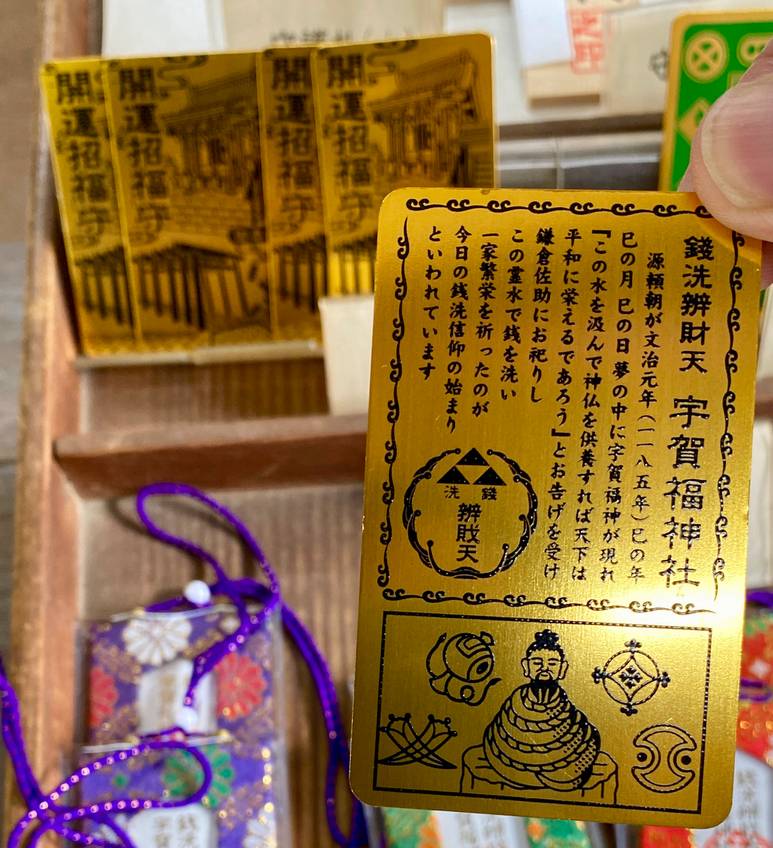 開運招福守
開運招福守
開運招福守
開運招福守
錢洗辨財天 宇賀福神社
源頼朝が文治元年(一一八五年)巳の年
巳の月 巳の日 夢の中に宇賀福神が現れ
『この水を汲んで神仏を供養すれば天下は
平和に栄えるであろう』とお告げを受け
鎌倉佐助にお祀りし
この霊水で銭を洗い
一家繁栄を祈ったのが
今日の銭洗信仰の始まり
といわれています
洗 錢
辨
財
天